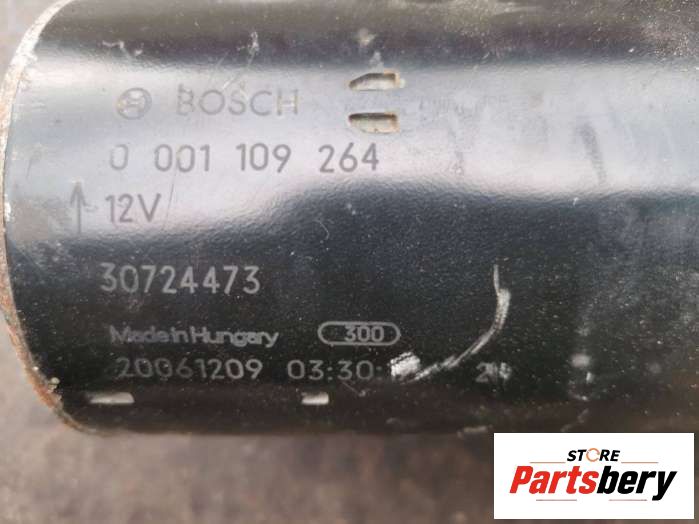 BOSCH
0 001 109 264
12V
30724473
Made in Hungary 300
20061209 03:30:
STORE
Partsbery